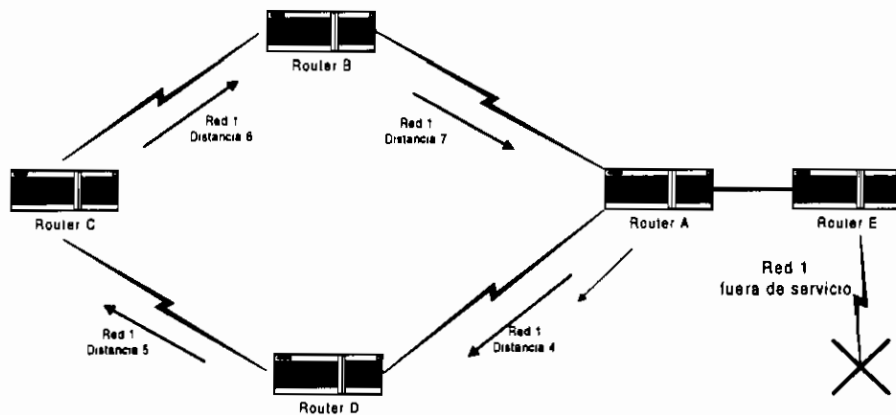 Router B
Red 1
Distancia 6
Red 1
Distancia 7
Router C
Router A
Router E
Red 1
fuera de servicio
Red 1
Distancia 5
Red 1
Distancia 4
Router D